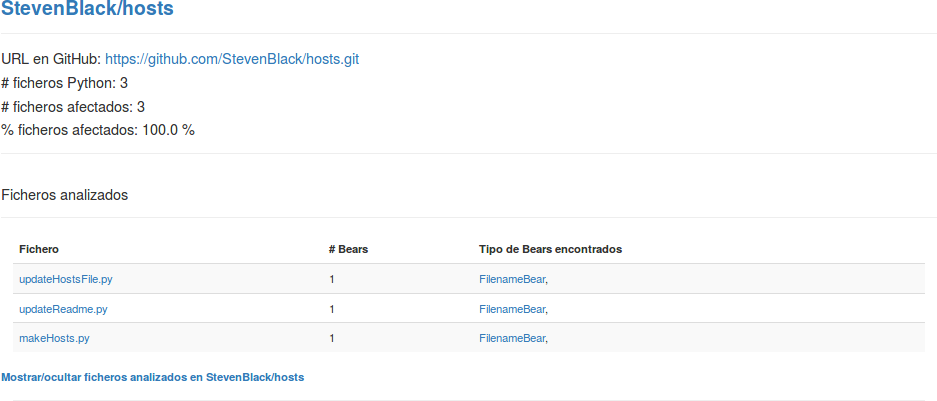 StevenBlack/hosts
URL en GitHub: https://github.com/StevenBlack/hosts.git
# ficheros Python: 3
# ficheros afectados: 3
% ficheros afectados: 100.0 %
Ficheros analizados
Fichero # Bears Tipo de Bears encontrados
updateHostsFile.py 1 FilenameBear,
updateReadme.py 1 FilenameBear,
makeHosts.py 1 FilenameBear,
Mostrar/ocultar ficheros analizados en StevenBlack/hosts